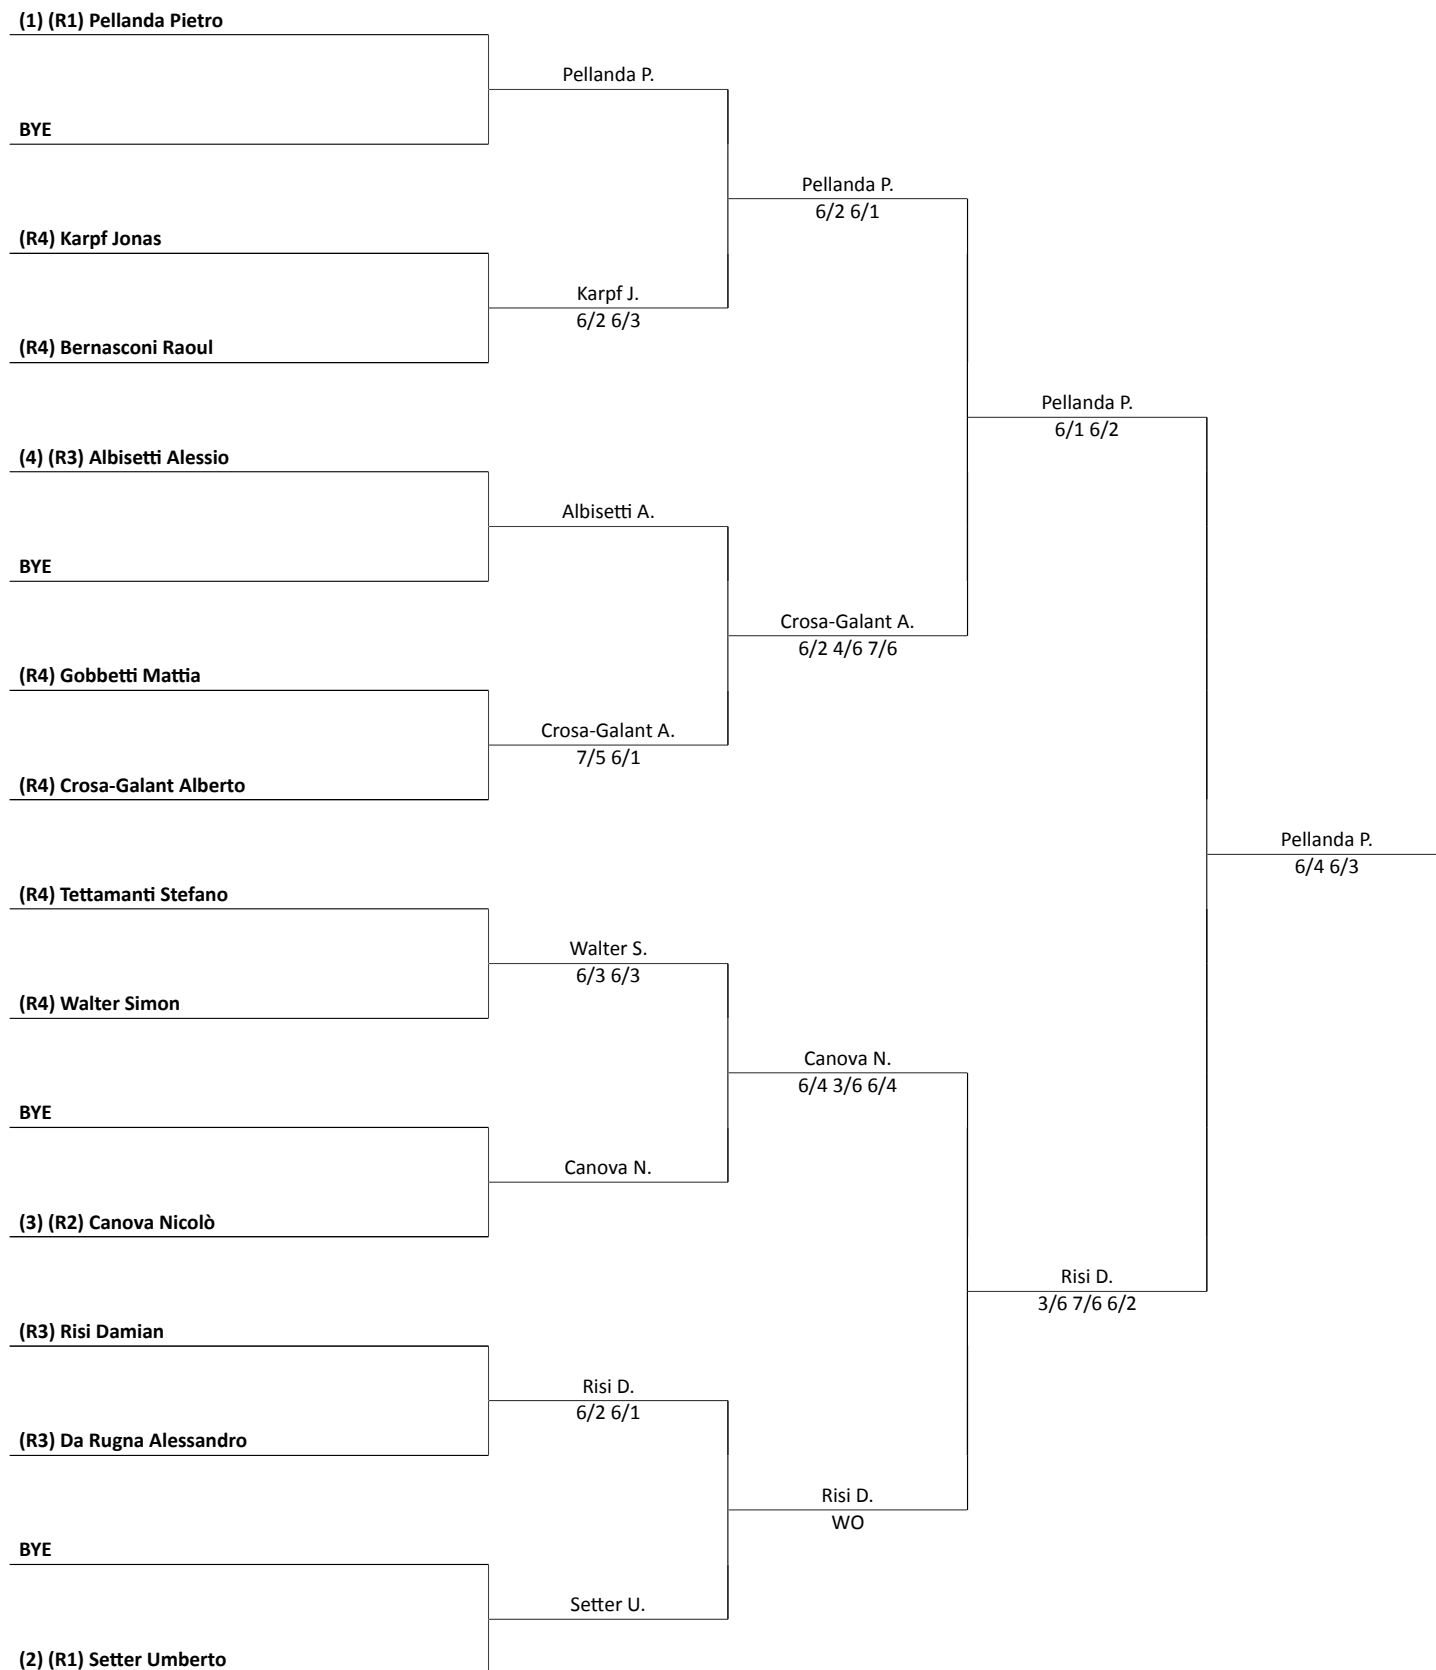 (1) (R1) Pellanda Pietro
Pellanda P.
BYE
Pellanda P.
6/2 6/1
(R4) Karpf Jonas
Karpf J.
6/2 6/3
(R4) Bernasconi Raoul
Pellanda P.
6/1 6/2
(4) (R3) Albisetti Alessio
Albisetti A.
BYE
Crosa-Galant A.
6/2 4/6 7/6
(R4) Gobbetti Mattia
Crosa-Galant A.
7/5 6/1
(R4) Crosa-Galant Alberto
Pellanda P.
6/4 6/3
(R4) Tettamanti Stefano
Walter S.
6/3 6/3
(R4) Walter Simon
Canova N.
6/4 3/6 6/4
BYE
Canova N.
(3) (R2) Canova Nicolò
Risi D.
3/6 7/6 6/2
(R3) Risi Damian
Risi D.
6/2 6/1
(R3) Da Rugna Alessandro
Risi D.
WO
BYE
Setter U.
(2) (R1) Setter Umberto